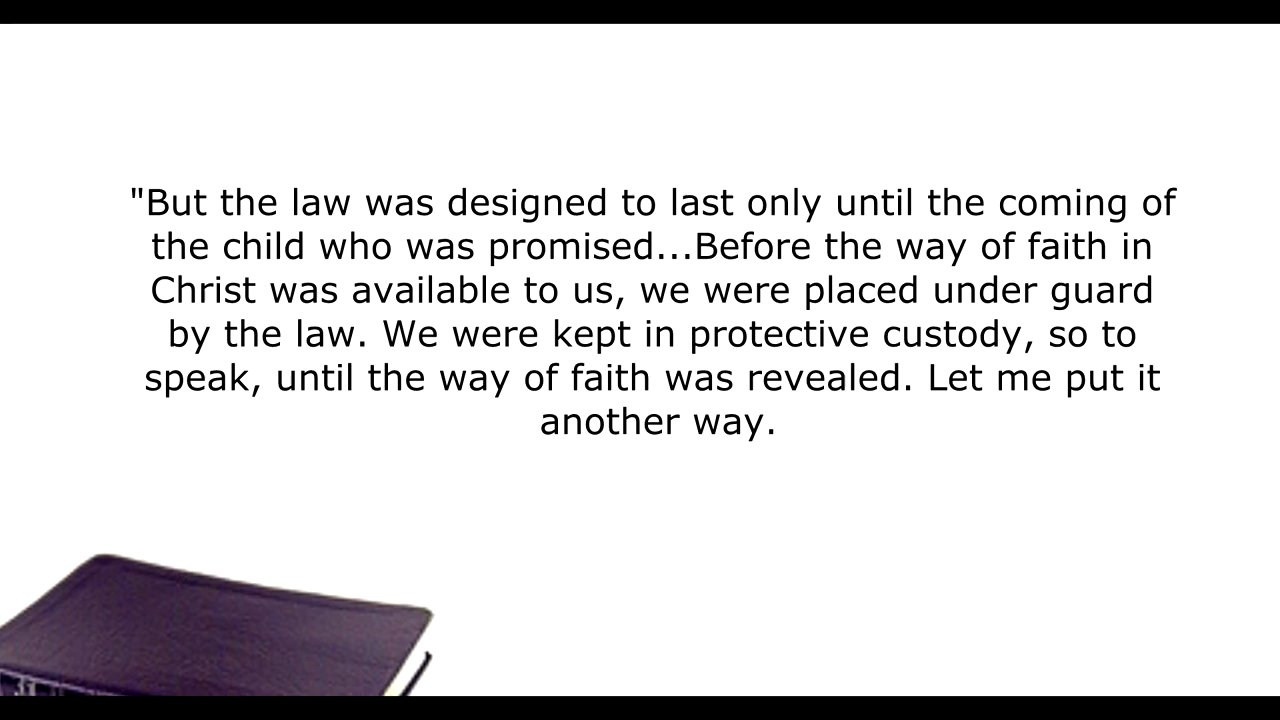 "But the law was designed to last only until the coming of
the child who was promised...Before the way of faith in
Christ was available to us, we were placed under guard
by the law. We were kept in protective custody, so to
speak, until the way of faith was revealed. Let me put it
another way.